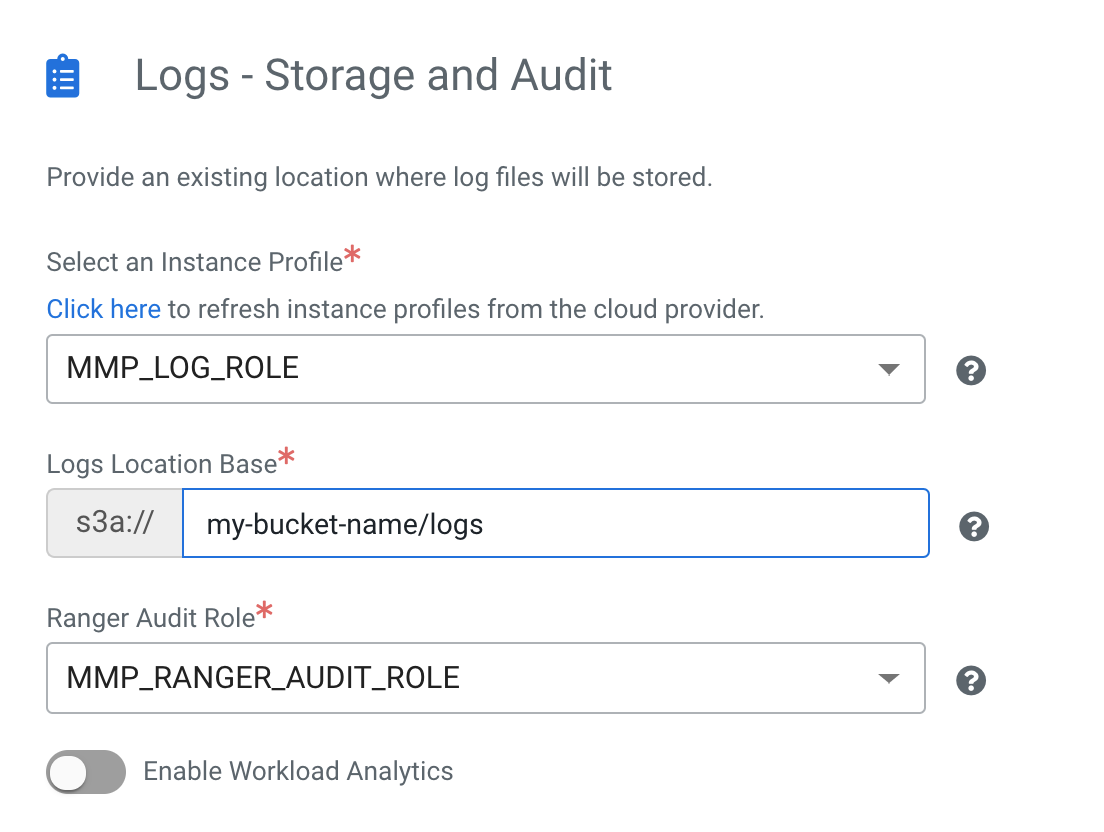 Logs - Storage and Audit
Provide an existing location where log files will be stored.
Select an Instance Profile*
Click here to refresh instance profiles from the cloud provider.
MMP_LOG_ROLE
?
Logs Location Base*
s3a:// my-bucket-name/logs
?
Ranger Audit Role*
MMP_RANGER_AUDIT_ROLE
?
Enable Workload Analytics